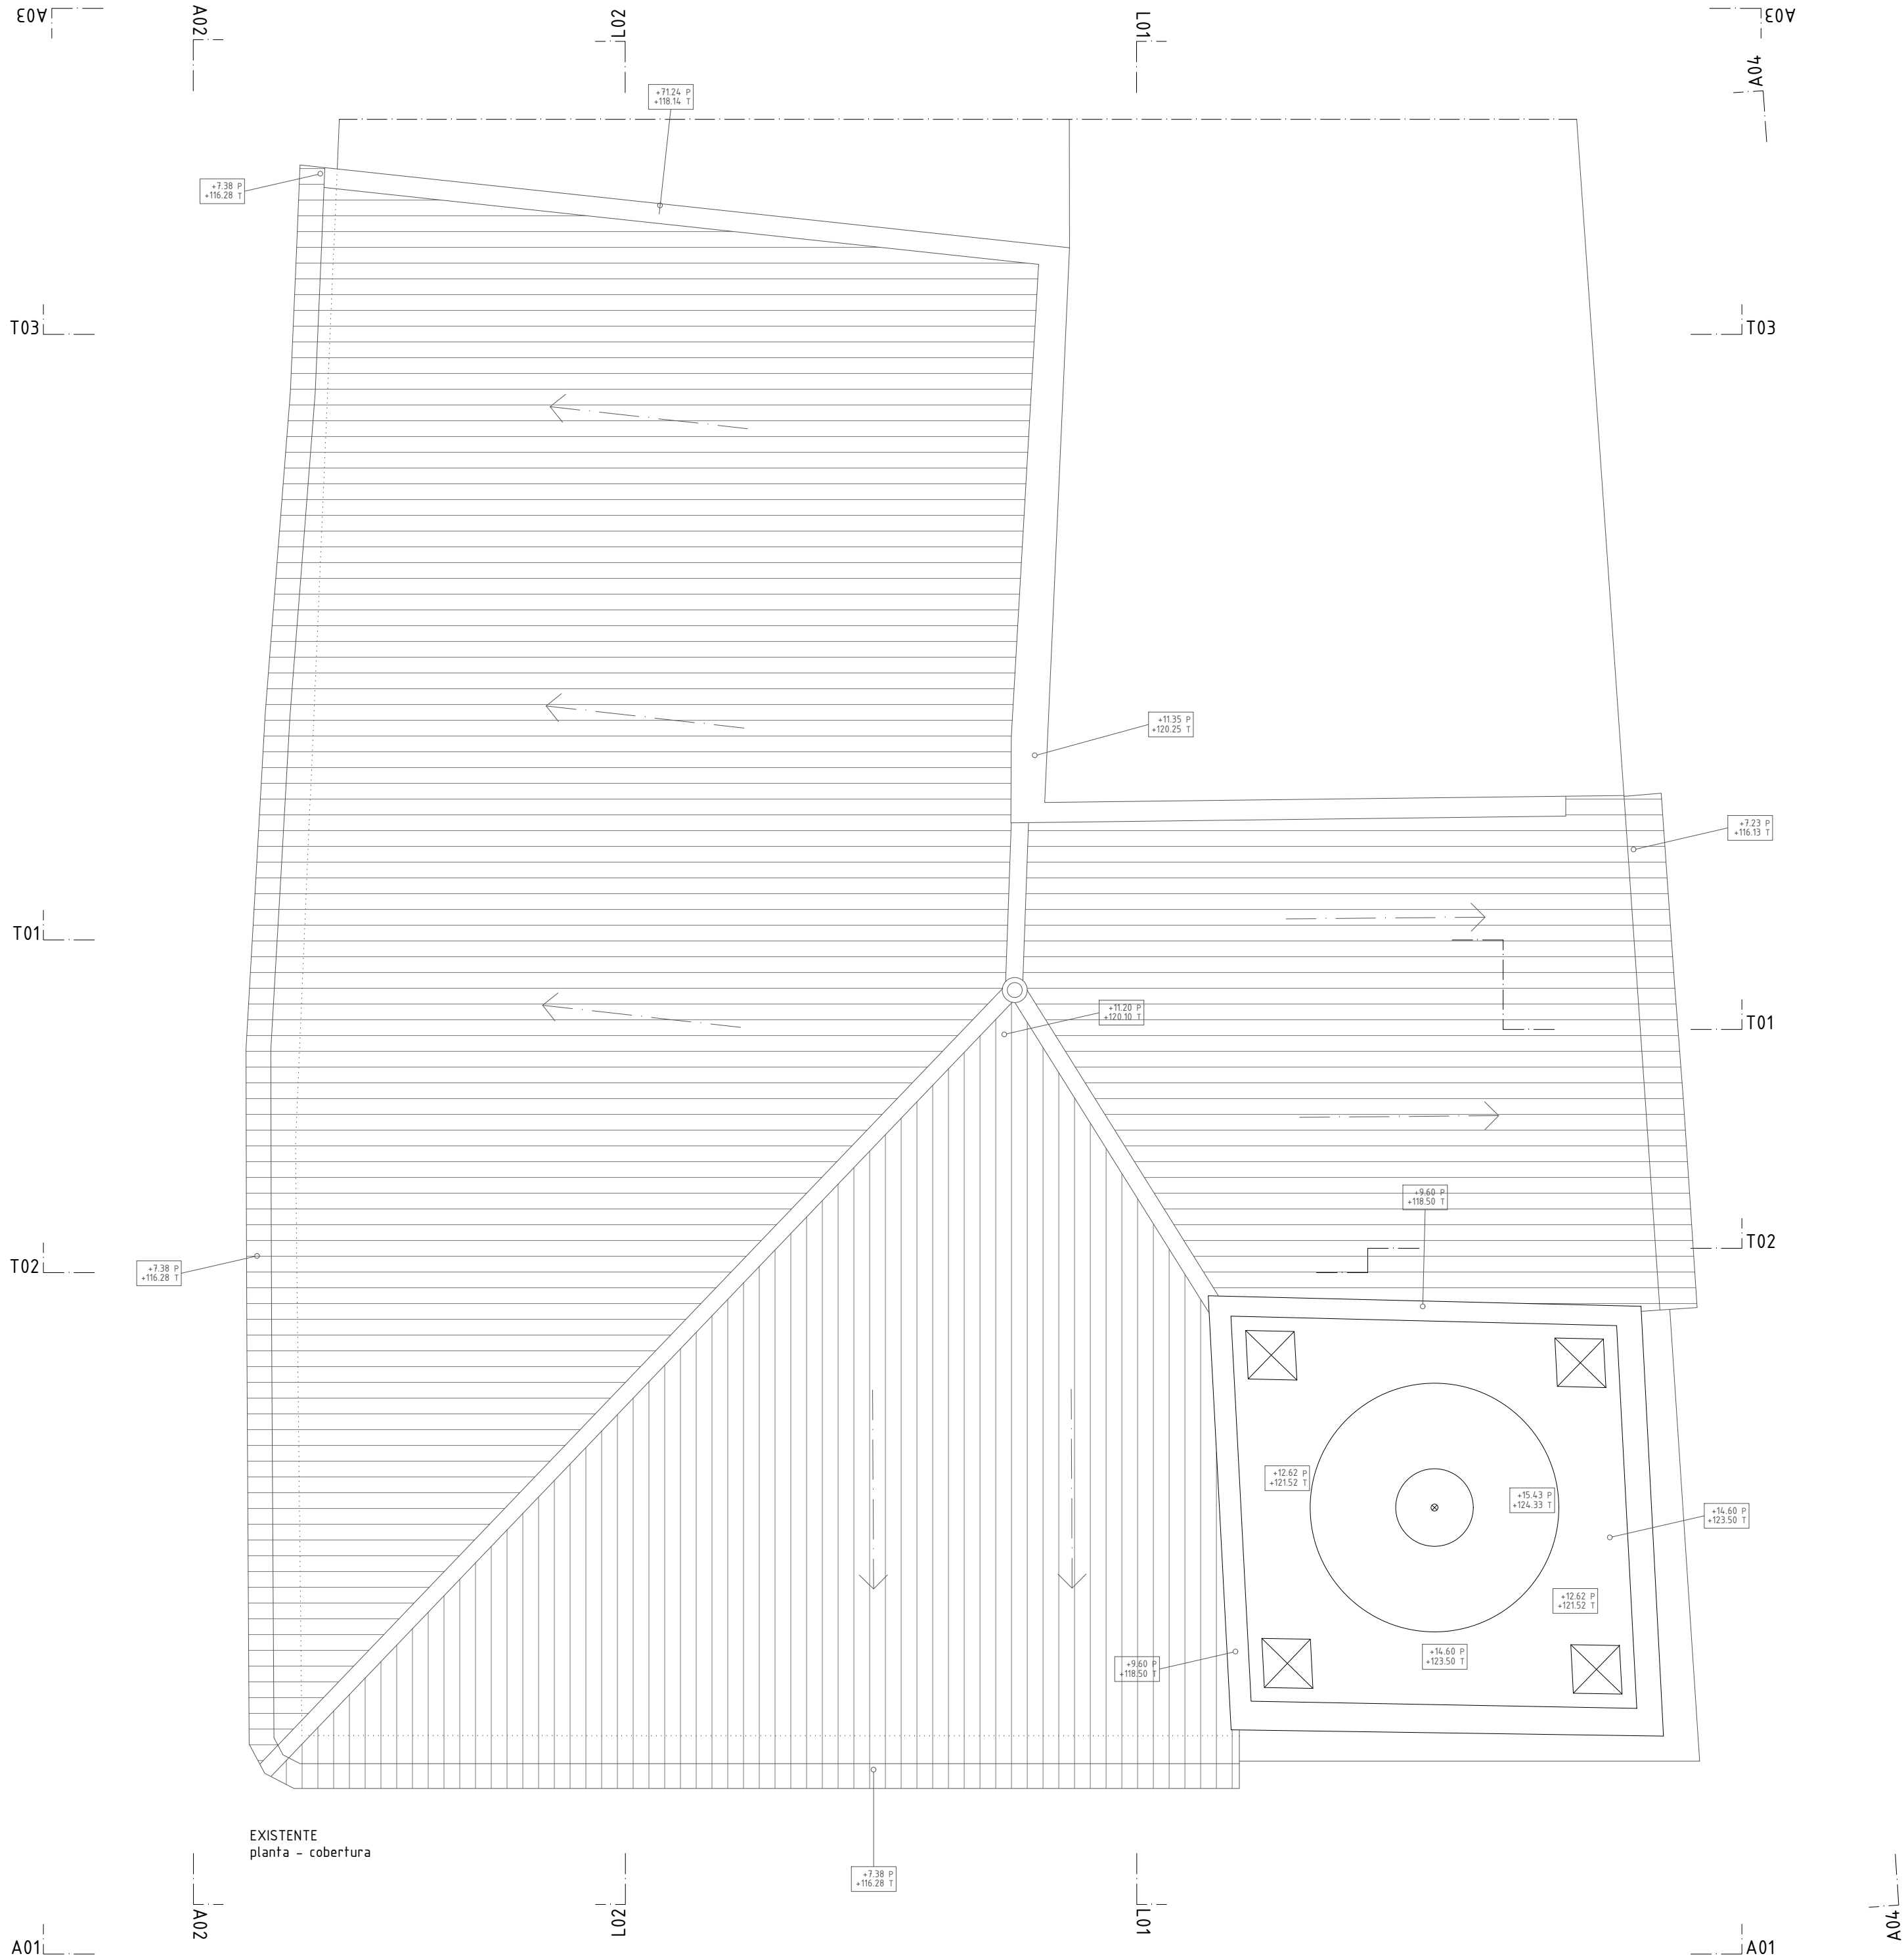 A03
A02
L02
L01
A03
A04
+71.24 P
+118.14 T
+7.38 P
+116.28 T
T03
T03
+11.35 P
+120.25 T
+7.23 P
+116.13 T
T01
+11.20 P
+120.10 T
T01
+9.60 P
+118.50 T
T02
T02
+7.38 P
+116.28 T
+12.62 P
+121.52 T
+15.43 P
+124.33 T
+14.60 P
+123.50 T
+12.62 P
+121.52 T
+14.60 P
+123.50 T
+9.60 P
+118.50 T
EXISTENTE
planta - cobertura
+7.38 P
+116.28 T
A02
L02
L01
A04
A01
A01